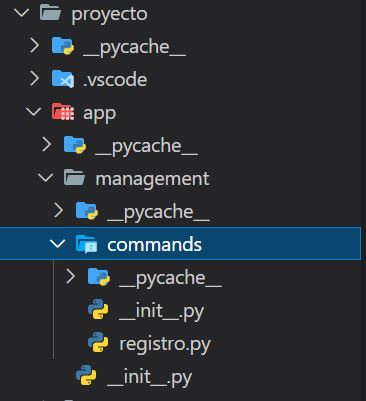 proyecto
__pycache__
.vscode
app
__pycache__
management
__pycache__
commands
__pycache__
__init__.py
registro.py
__init__.py